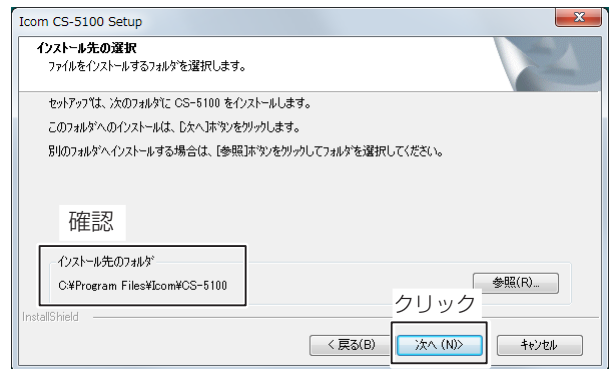 Icom CS-5100 Setup
インストール先の選択
ファイルをインストールするフォルダを選択します。
セットアップは、次のフォルダに CS-5100 をインストールします。
このフォルダへのインストールは、[次へ]ボタンをクリックします。
別のフォルダへインストールする場合は、[参照]ボタンをクリックしてフォルダを選択してください。
確認
インストール先のフォルダ
C:¥Program Files¥Icom¥CS-5100
参照(R)...
クリック
InstallShield
< 戻る(B)
次へ (N)>
キャンセル